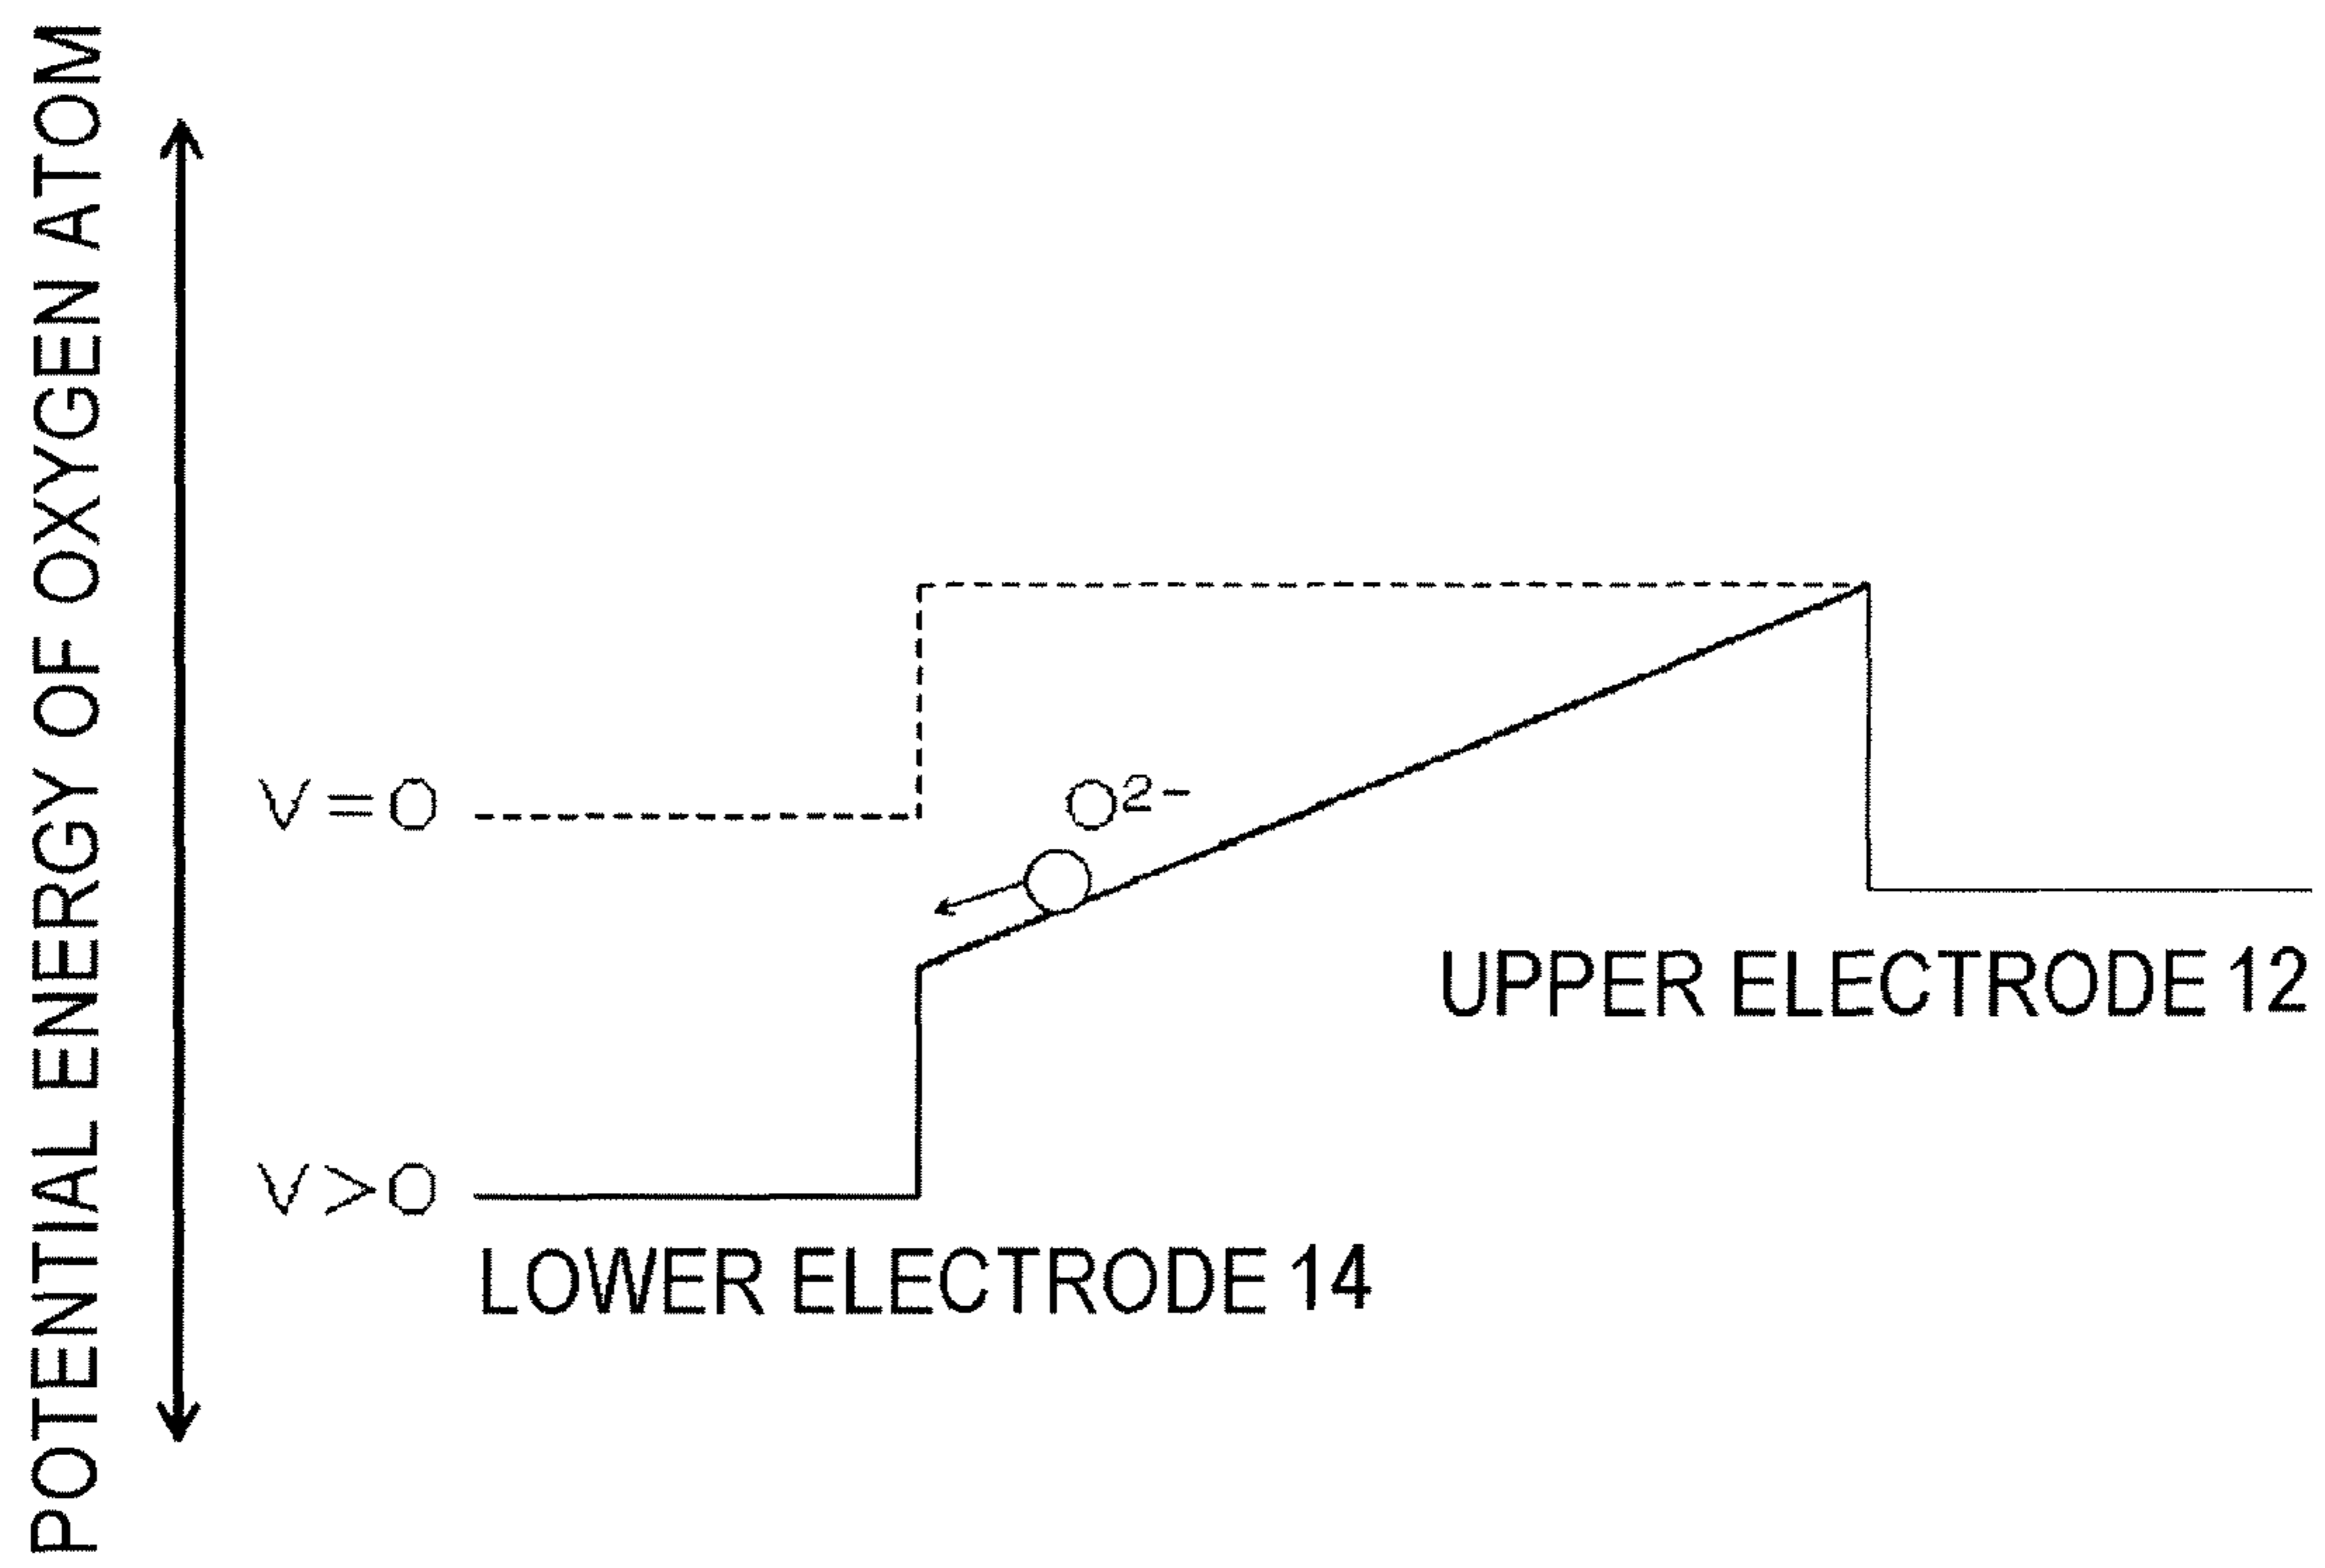 POTENTIAL ENERGY OF OXYGEN ATOM
V=0
O2-
UPPER ELECTRODE 12
V>0
LOWER ELECTRODE 14